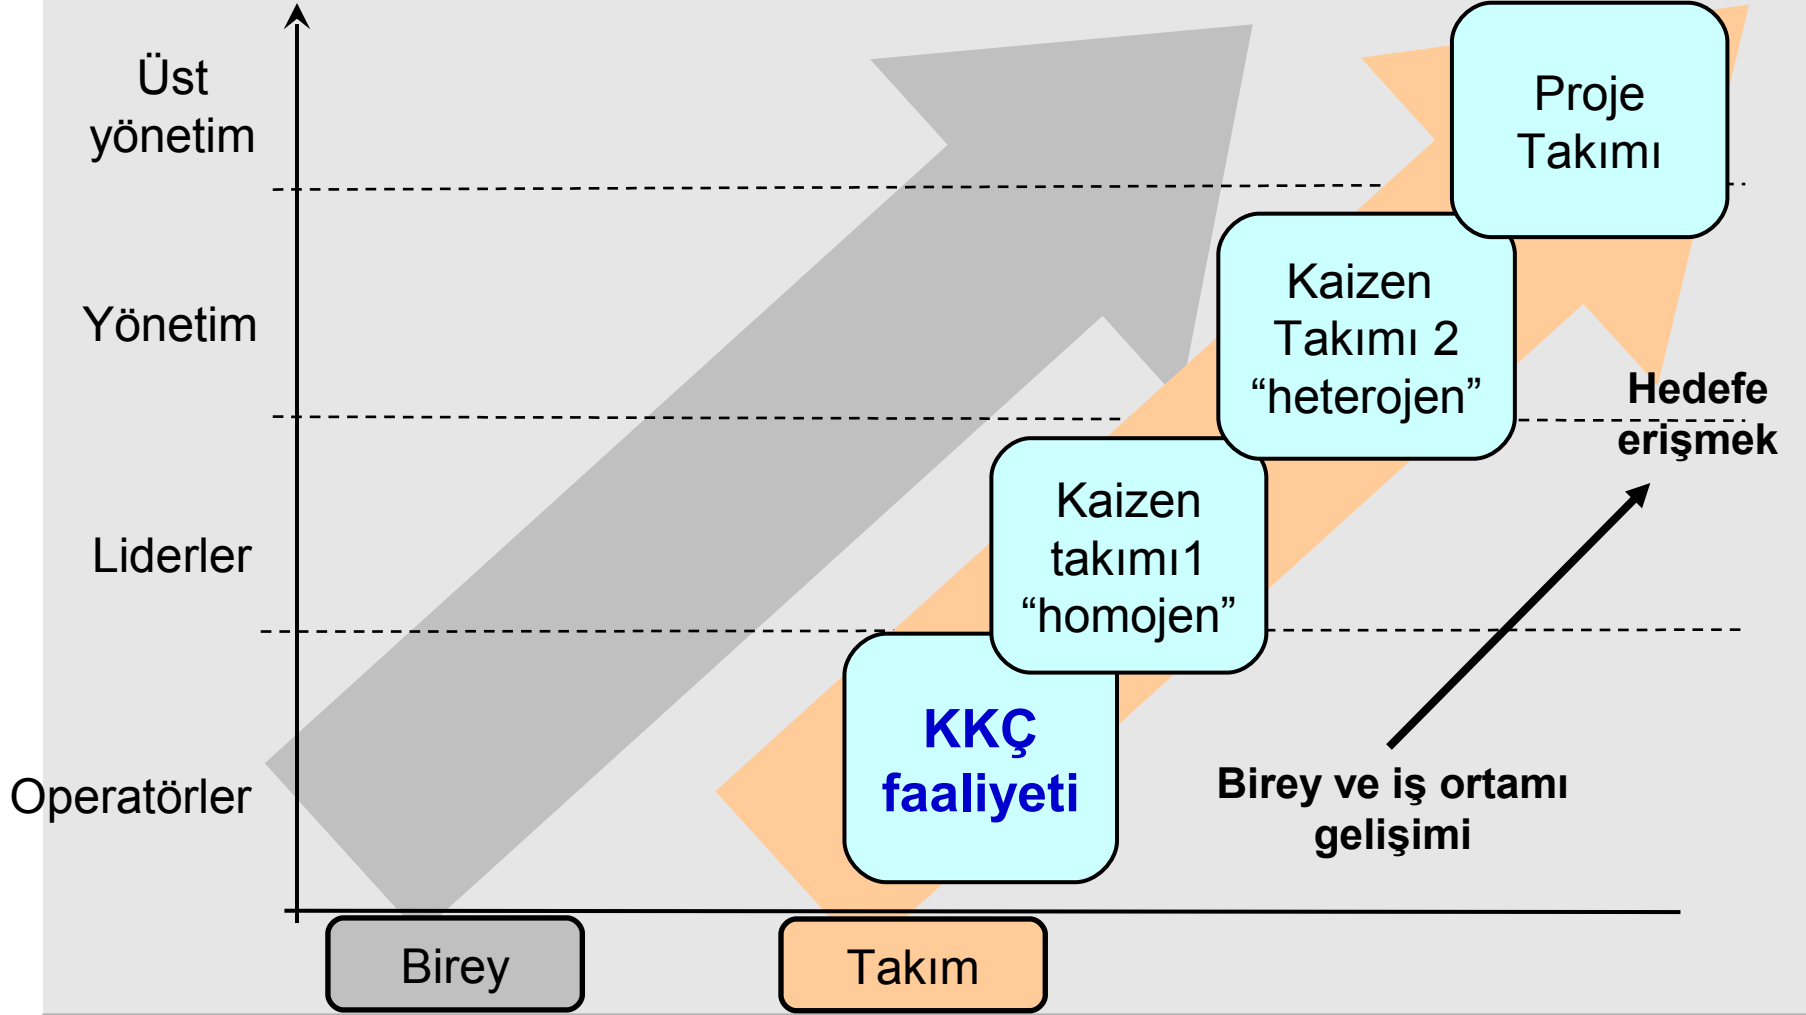 Üst
yönetim
Yönetim
Liderler
Operatörler
Proje
Takımı
Kaizen
Takımı 2
“heterojen”
Kaizen
takımı1
“homojen”
KKÇ
faaliyeti
Hedefe
erişmek
Birey ve iş ortamı
gelişimi
Birey
Takım